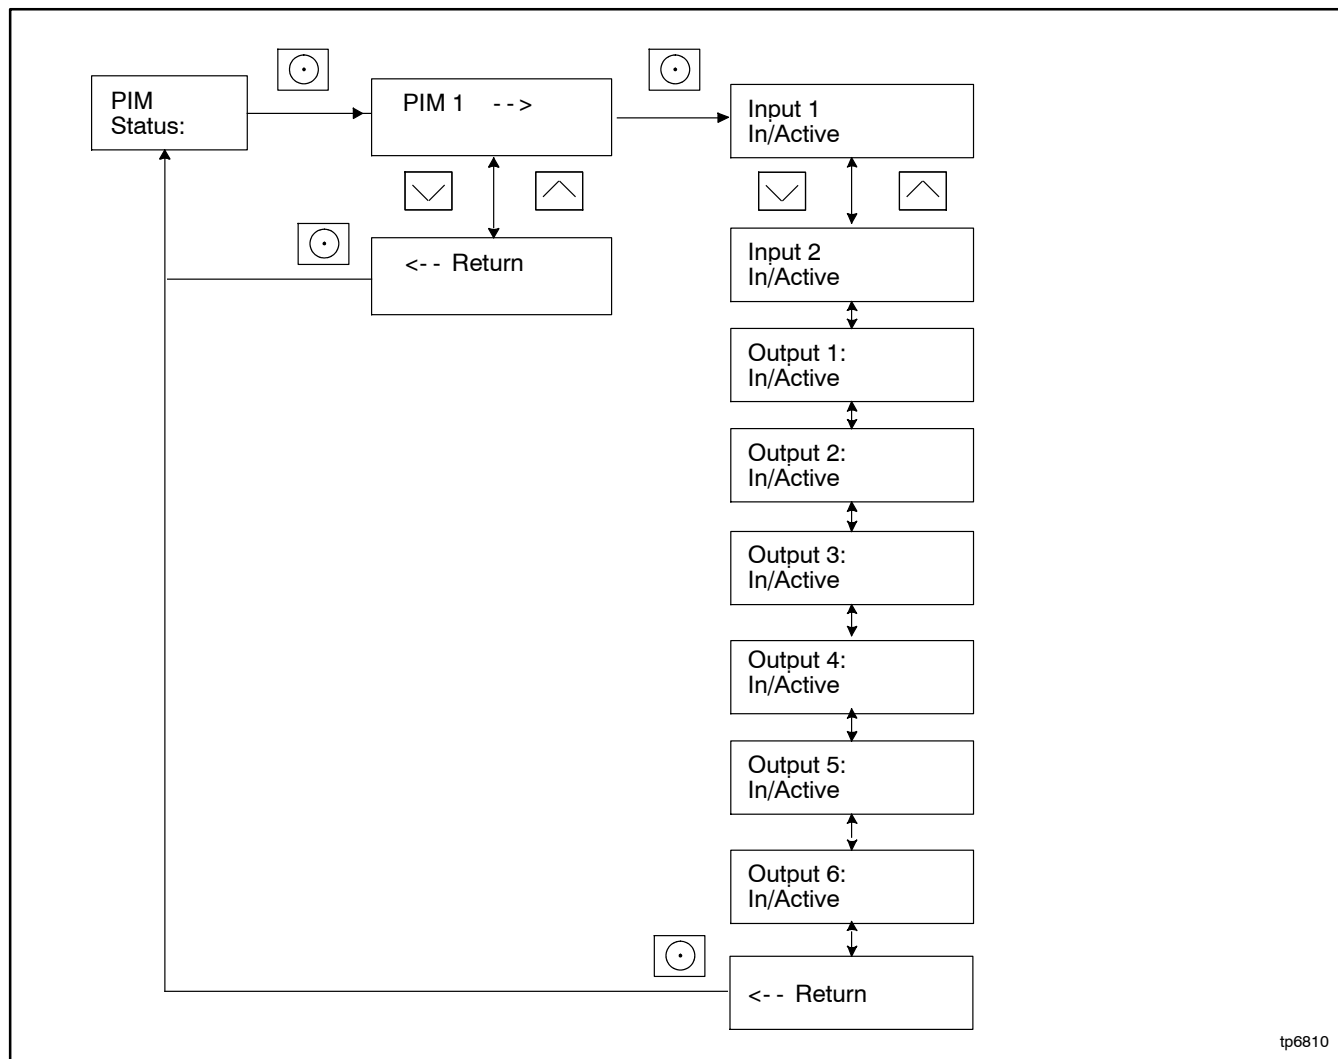 PIM
Status:
PIM 1 - - >
<- - Return
Input 1
In/Active
Input 2
In/Active
Output 1:
In/Active
Output 2:
In/Active
Output 3:
In/Active
Output 4:
In/Active
Output 5:
In/Active
Output 6:
In/Active
<- - Return
tp6810